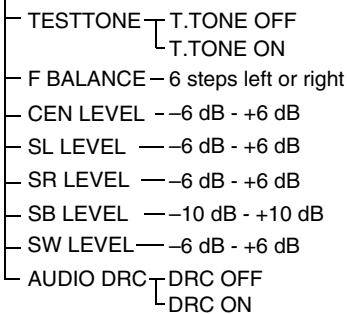 TESTTONE T.TONE OFF
T.TONE ON
F BALANCE 6 steps left or right
CEN LEVEL –6 dB - +6 dB
SL LEVEL –6 dB - +6 dB
SR LEVEL –6 dB - +6 dB
SB LEVEL –10 dB - +10 dB
SW LEVEL –6 dB - +6 dB
AUDIO DRC DRC OFF
DRC ON